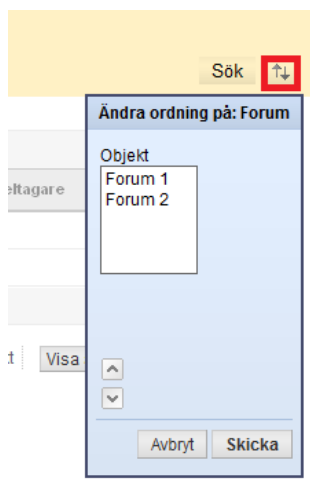 Sök
Ändra ordning på: Forum
Objekt
Forum 1
Forum 2
eltagare
Visa
Avbryt Skicka